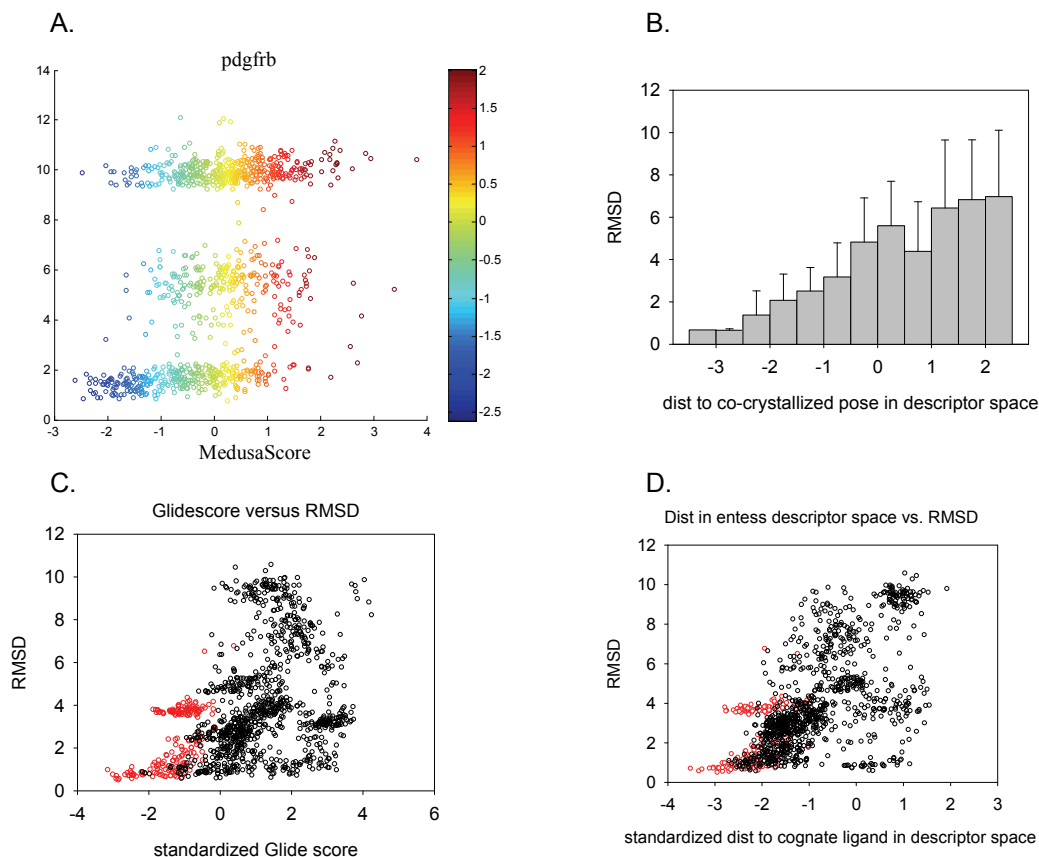 A.
pdgfrb
14
12
10
8
6
4
2
0
-3 -2 -1 0 1 2 3 4
MedusaScore
2
1.5
1
0.5
0
-0.5
-1
-1.5
-2
-2.5
B.
12
10
8
6
4
2
0
RMSD
-3 -2 -1 0 1 2
dist to co-crystallized pose in descriptor space
C.
Glidescore versus RMSD
12
10
8
6
4
2
0
RMSD
-4 -2 0 2 4 6
standardized Glide score
D.
Dist in entess descriptor space vs. RMSD
12
10
8
6
4
2
0
RMSD
-4 -3 -2 -1 0 1 2 3
standardized dist to cognate ligand in descriptor space